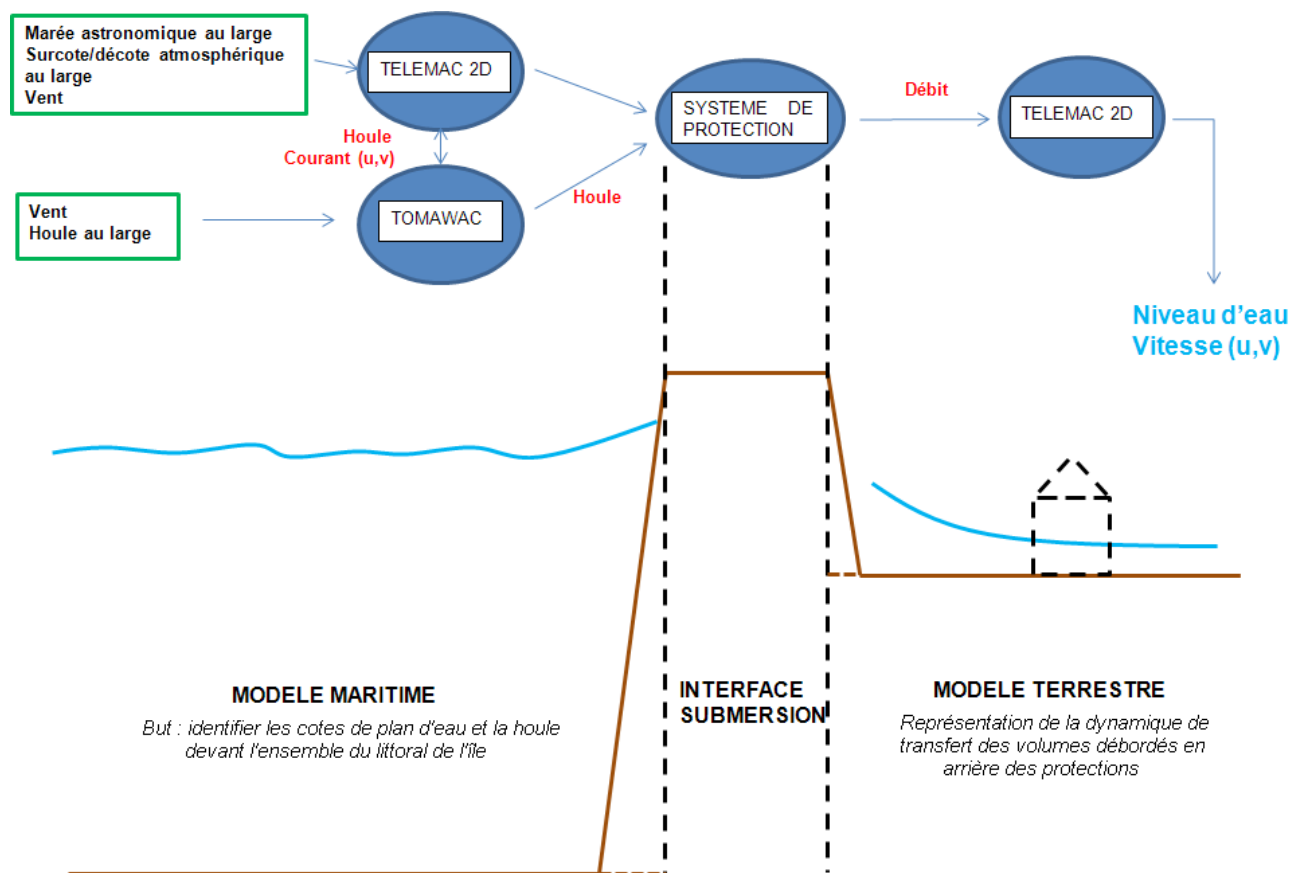 Marée astronomique au large
Surcote/décote atmosphérique
au large
Vent
TELEMAC 2D
Houle
Courant (u,v)
Vent
Houle au large
TOMAWAC
Houle
SYSTEME DE
PROTECTION
Débit
TELEMAC 2D
Niveau d'eau
Vitesse (u,v)
MODELE MARITIME
But : identifier les cotes de plan d'eau et la houle
devant l'ensemble du littoral de l'île
INTERFACE
SUBMERSION
MODELE TERRESTRE
Représentation de la dynamique de
transfert des volumes débordés en
arrière des protections